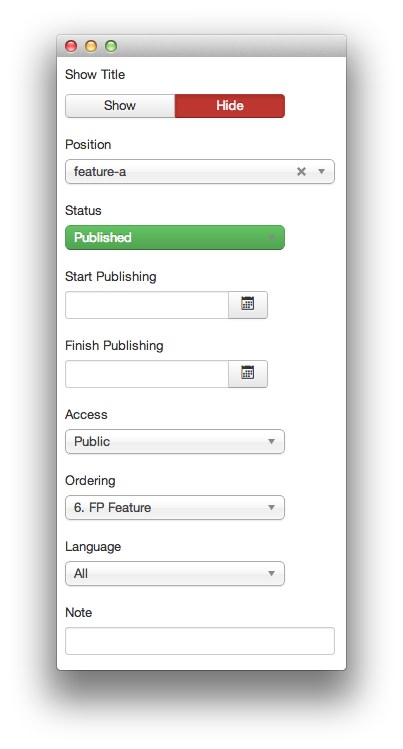 Show Title
Show Hide
Position
feature-a
Status
Published
Start Publishing
Finish Publishing
Access
Public
Ordering
6. FP Feature
Language
All
Note